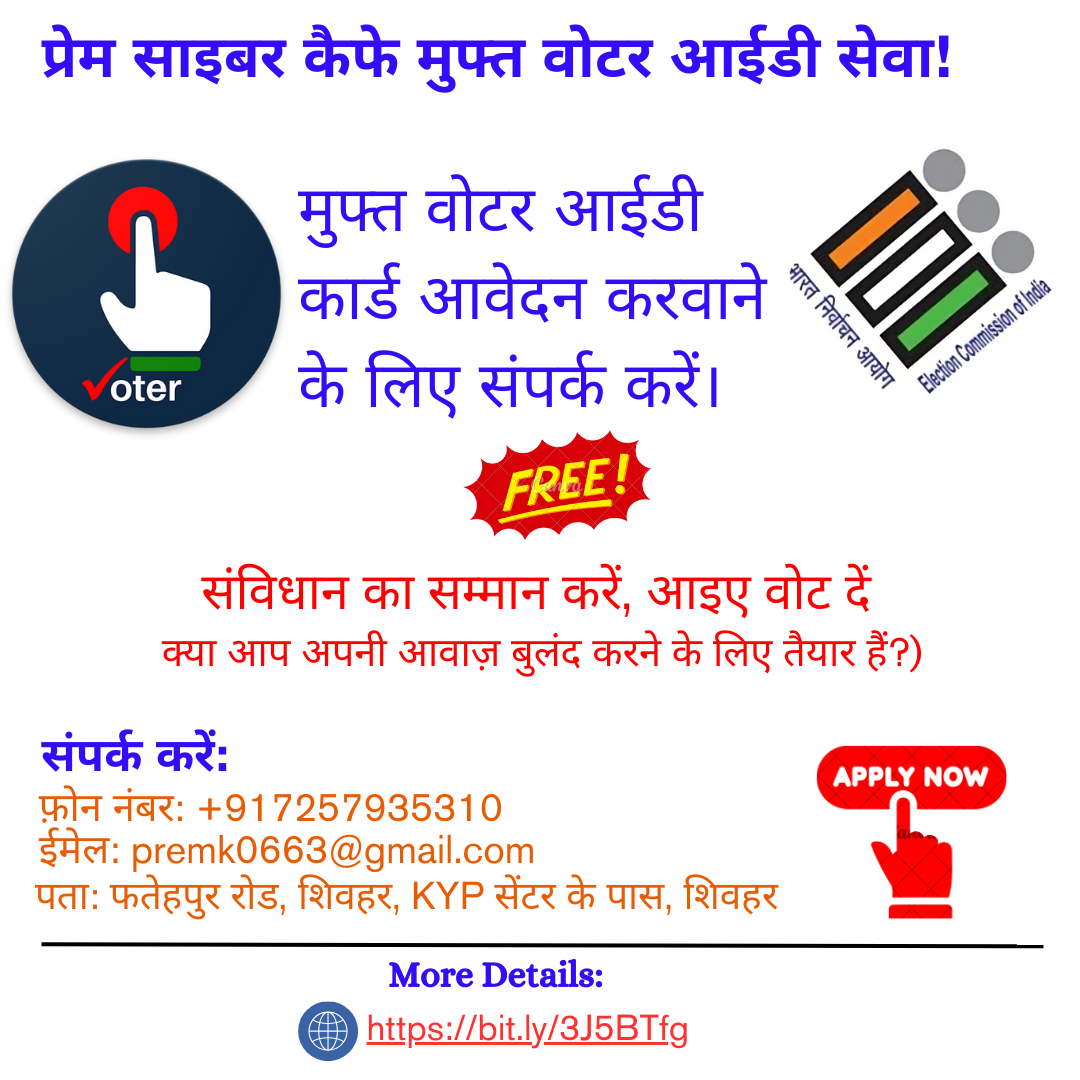 प्रेम साइबर कैफे मुफ्त वोटर आईडी सेवा!
मुफ्त वोटर आईडी
कार्ड आवेदन करवाने
के लिए संपर्क करें।
oter
भारत निर्वाचन आयोग
Election Commission of India
FREE!
संविधान का सम्मान करें, आइए वोट दें
क्या आप अपनी आवाज़ बुलंद करने के लिए तैयार हैं?)
संपर्क करें:
फ़ोन नंबर: +917257935310
ईमेल: premk0663@gmail.com
पता: फतेहपुर रोड, शिवहर, KYP सेंटर के पास, शिवहर
APPLY NOW
More Details:
https://bit.ly/3J5BTfg